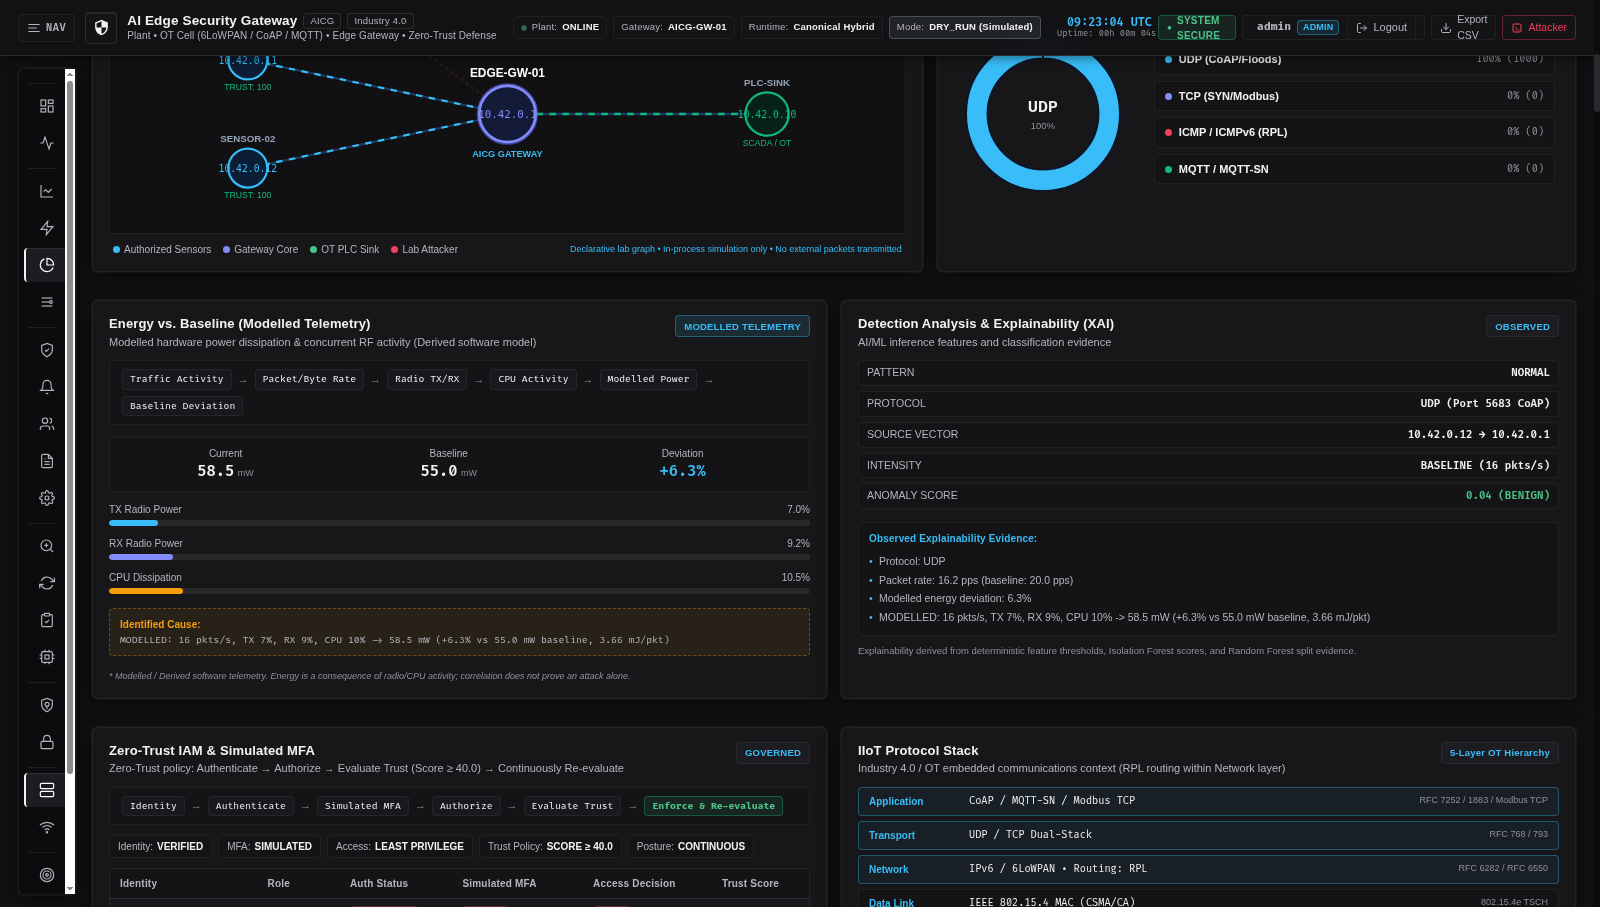 NAV
AI Edge Security Gateway AICG Industry 4.0
Plant • OT Cell (6LoWPAN / CoAP / MQTT) • Edge Gateway • Zero-Trust Defense
Plant: ONLINE
Gateway: AICG-GW-01
Runtime: Canonical Hybrid
Mode: DRY_RUN (Simulated)
09:23:04 UTC
Uptime: 00h 00m 04s
SYSTEM
SECURE
admin ADMIN
Logout
Export
CSV
Attacker
10.42.0.11
TRUST: 100
SENSOR-02
10.42.0.12
TRUST: 100
EDGE-GW-01
10.42.0.1
AICG GATEWAY
PLC-SINK
10.42.0.10
SCADA / OT
Authorized Sensors
Gateway Core
OT PLC Sink
Lab Attacker
Declarative lab graph • In-process simulation only • No external packets transmitted
UDP
100%
UDP (CoAP/Floods) 100% (1000)
TCP (SYN/Modbus) 0% (0)
ICMP / ICMPv6 (RPL) 0% (0)
MQTT / MQTT-SN 0% (0)
Energy vs. Baseline (Modelled Telemetry)
Modelled hardware power dissipation & concurrent RF activity (Derived software model)
MODELLED TELEMETRY
Traffic Activity → Packet/Byte Rate → Radio TX/RX → CPU Activity → Modelled Power →
Baseline Deviation
Current Baseline Deviation
58.5 mW 55.0 mW +6.3%
TX Radio Power 7.0%
RX Radio Power 9.2%
CPU Dissipation 10.5%
Identified Cause:
MODELLED: 16 pkts/s, TX 7%, RX 9%, CPU 10% -> 58.5 mW (+6.3% vs 55.0 mW baseline, 3.66 mJ/pkt)
* Modelled / Derived software telemetry. Energy is a consequence of radio/CPU activity; correlation does not prove an attack alone.
Detection Analysis & Explainability (XAI)
AI/ML inference features and classification evidence
OBSERVED
PATTERN NORMAL
PROTOCOL UDP (Port 5683 CoAP)
SOURCE VECTOR 10.42.0.12 → 10.42.0.1
INTENSITY BASELINE (16 pkts/s)
ANOMALY SCORE 0.04 (BENIGN)
Observed Explainability Evidence:
• Protocol: UDP
• Packet rate: 16.2 pps (baseline: 20.0 pps)
• Modelled energy deviation: 6.3%
• MODELLED: 16 pkts/s, TX 7%, RX 9%, CPU 10% -> 58.5 mW (+6.3% vs 55.0 mW baseline, 3.66 mJ/pkt)
Explainability derived from deterministic feature thresholds, Isolation Forest scores, and Random Forest split evidence.
Zero-Trust IAM & Simulated MFA
Zero-Trust policy: Authenticate → Authorize → Evaluate Trust (Score ≥ 40.0) → Continuously Re-evaluate
GOVERNED
Identity → Authenticate → Simulated MFA → Authorize → Evaluate Trust → Enforce & Re-evaluate
Identity: VERIFIED MFA: SIMULATED Access: LEAST PRIVILEGE Trust Policy: SCORE ≥ 40.0 Posture: CONTINUOUS
Identity Role Auth Status Simulated MFA Access Decision Trust Score
IIoT Protocol Stack
Industry 4.0 / OT embedded communications context (RPL routing within Network layer)
5-Layer OT Hierarchy
Application CoAP / MQTT-SN / Modbus TCP RFC 7252 / 1883 / Modbus TCP
Transport UDP / TCP Dual-Stack RFC 768 / 793
Network IPv6 / 6LoWPAN • Routing: RPL RFC 6282 / RFC 6550
Data Link IEEE 802.15.4 MAC (CSMA/CA) 802.15.4e TSCH